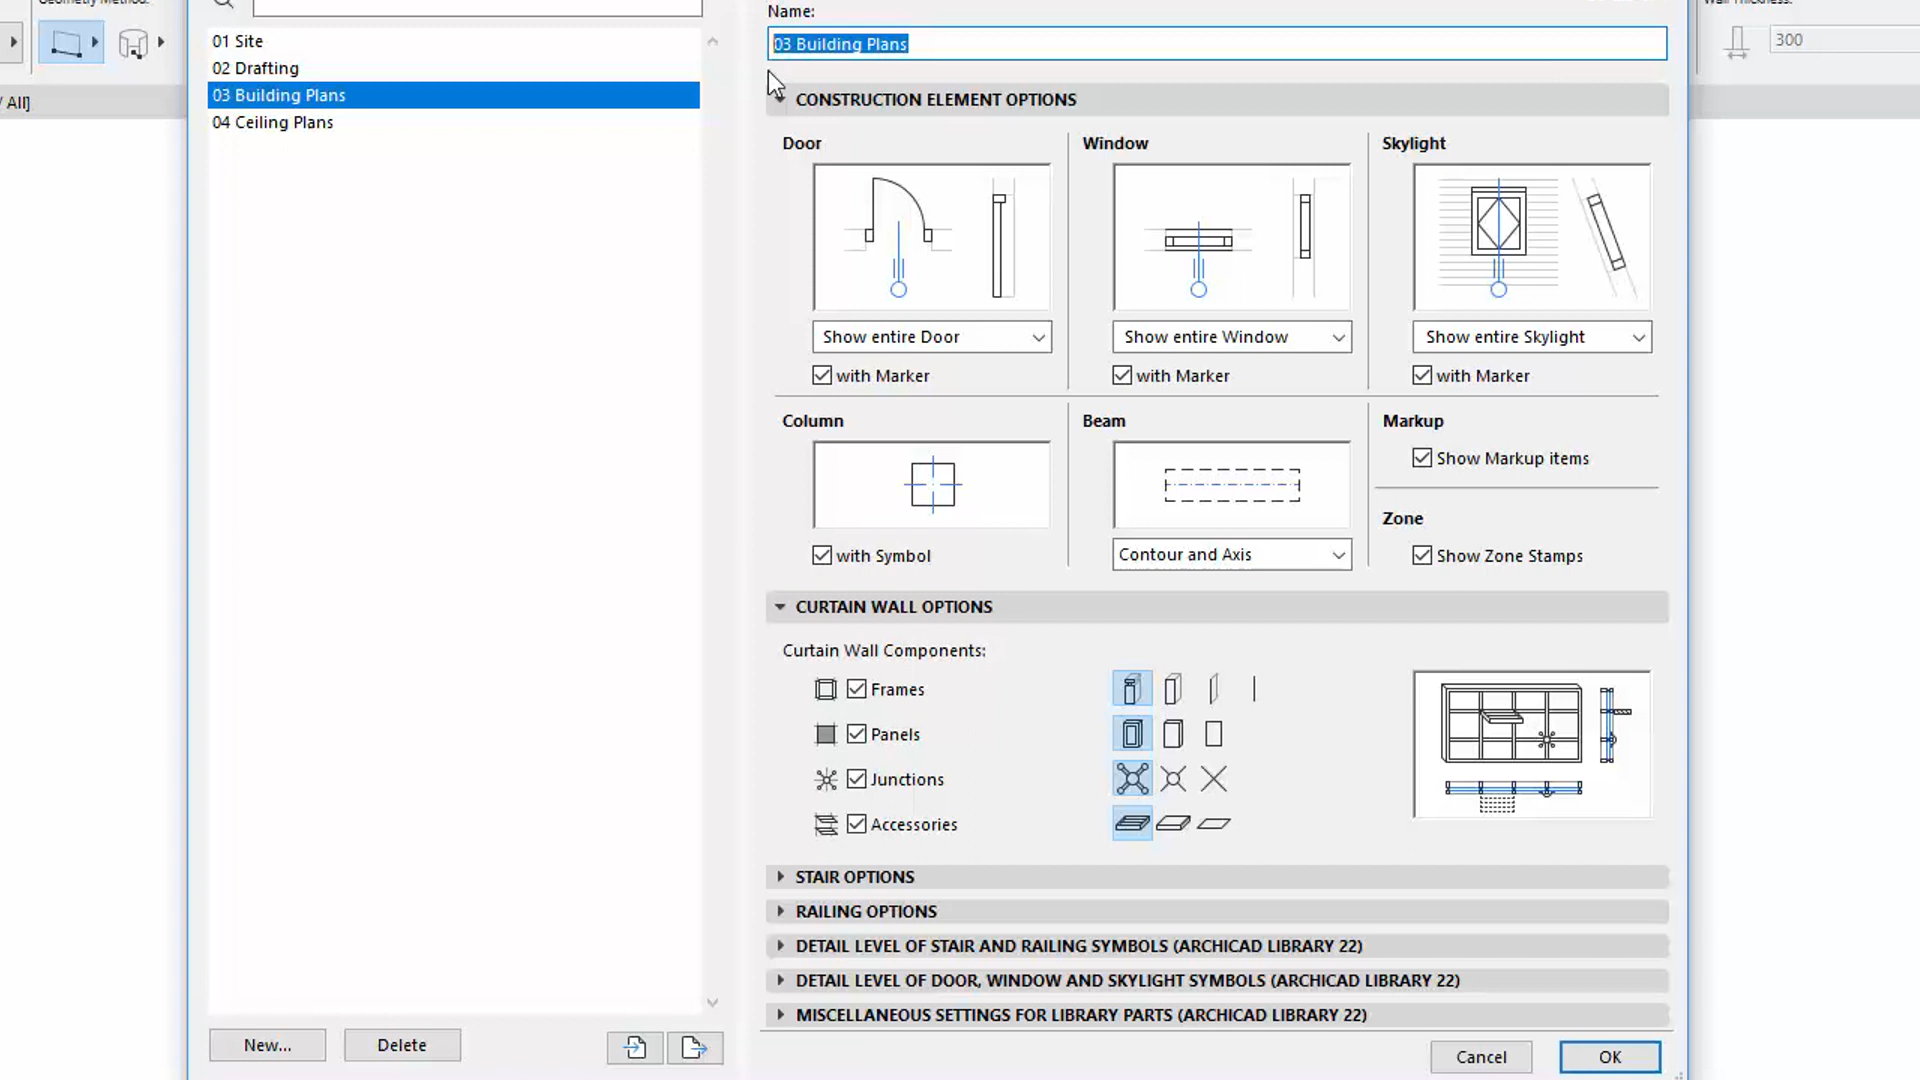 Geometry Method:
Wall Thickness:
300
All]
01 Site
02 Drafting
03 Building Plans
04 Ceiling Plans
New...
Delete
Name:
03 Building Plans
CONSTRUCTION ELEMENT OPTIONS
Door
Window
Skylight
Show entire Door
Show entire Window
Show entire Skylight
with Marker
with Marker
with Marker
Column
Beam
Markup
Show Markup items
Zone
with Symbol
Contour and Axis
Show Zone Stamps
CURTAIN WALL OPTIONS
Curtain Wall Components:
Frames
Panels
Junctions
Accessories
STAIR OPTIONS
RAILING OPTIONS
DETAIL LEVEL OF STAIR AND RAILING SYMBOLS (ARCHICAD LIBRARY 22)
DETAIL LEVEL OF DOOR, WINDOW AND SKYLIGHT SYMBOLS (ARCHICAD LIBRARY 22)
MISCELLANEOUS SETTINGS FOR LIBRARY PARTS (ARCHICAD LIBRARY 22)
Cancel
OK